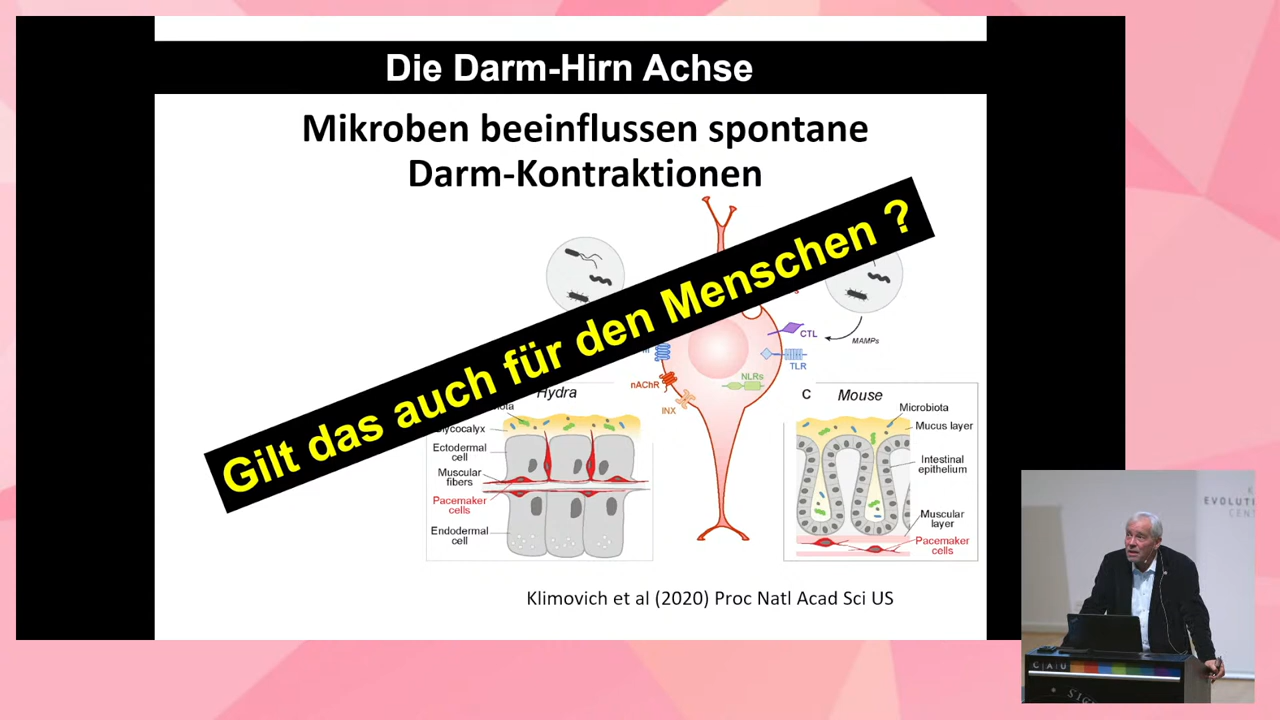 Die Darm-Hirn Achse
Mikroben beeinflussen spontane
Darm-Kontraktionen
Gilt das auch für den Menschen ?
CTL
MAMPs
TLR
NLRs
nAChR
INX
Hydra
Glycocalyx
Ectodermal
cell
Muscular
fibers
Pacemaker
cells
Endodermal
cell
C Mouse
Microbiota
Mucus layer
Intestinal
epithelium
Muscular
layer
Pacemaker
cells
Klimovich et al (2020) Proc Natl Acad Sci US
EVOLUT
CENT
C A U